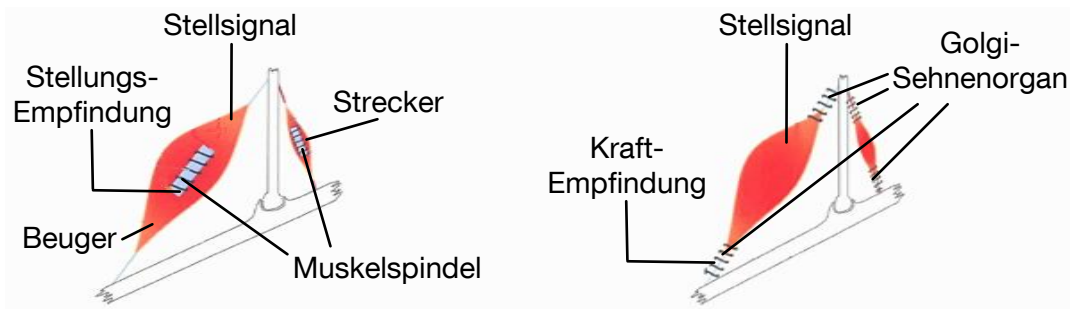 Stellsignal
Stellungs-
Empfindung
Strecker
Beuger
Muskelspindel
Stellsignal
Golgi-
Sehnenorgan
Kraft-
Empfindung